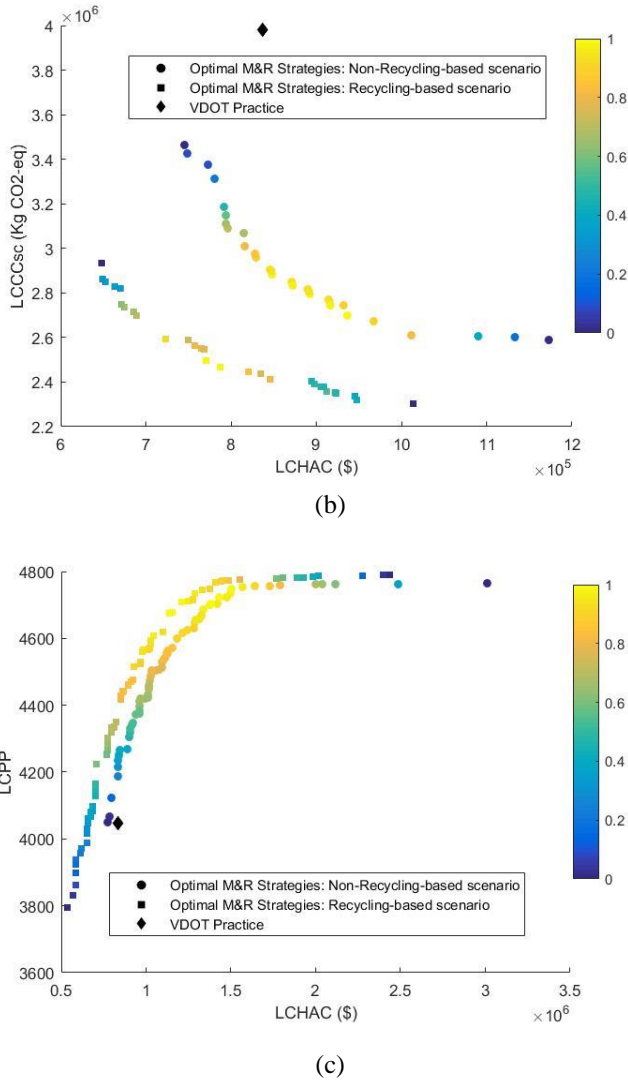 × 10^6
4
3.8
3.6
3.4
3.2
3
2.8
2.6
2.4
2.2
LCCCsc (Kg CO2-eq)
Optimal M&R Strategies: Non-Recycling-based scenario
Optimal M&R Strategies: Recycling-based scenario
VDOT Practice
1
0.8
0.6
0.4
0.2
0
6 7 8 9 10 11 12
LCHAC ($)
× 10^5
(b)
4800
4600
4400
4200
4000
3800
3600
LCPP
1
0.8
0.6
0.4
0.2
0
Optimal M&R Strategies: Non-Recycling-based scenario
Optimal M&R Strategies: Recycling-based scenario
VDOT Practice
0.5 1 1.5 2 2.5 3 3.5
LCHAC ($)
× 10^6
(c)